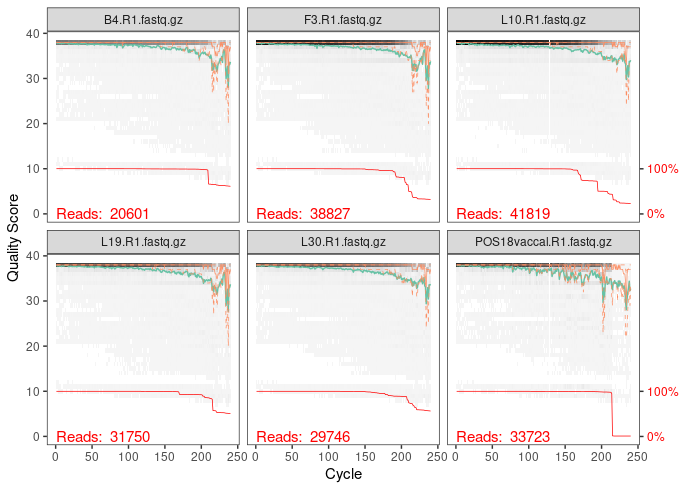 B4.R1.fastq.gz F3.R1.fastq.gz L10.R1.fastq.gz
40
30
20
10 100%
0 Reads: 20601 Reads: 38827 Reads: 41819 0%
Quality Score
L19.R1.fastq.gz L30.R1.fastq.gz POS18vaccal.R1.fastq.gz
40
30
20
10 100%
0 Reads: 31750 Reads: 29746 Reads: 33723 0%
0 50 100 150 200 250 0 50 100 150 200 250 0 50 100 150 200 250
Cycle